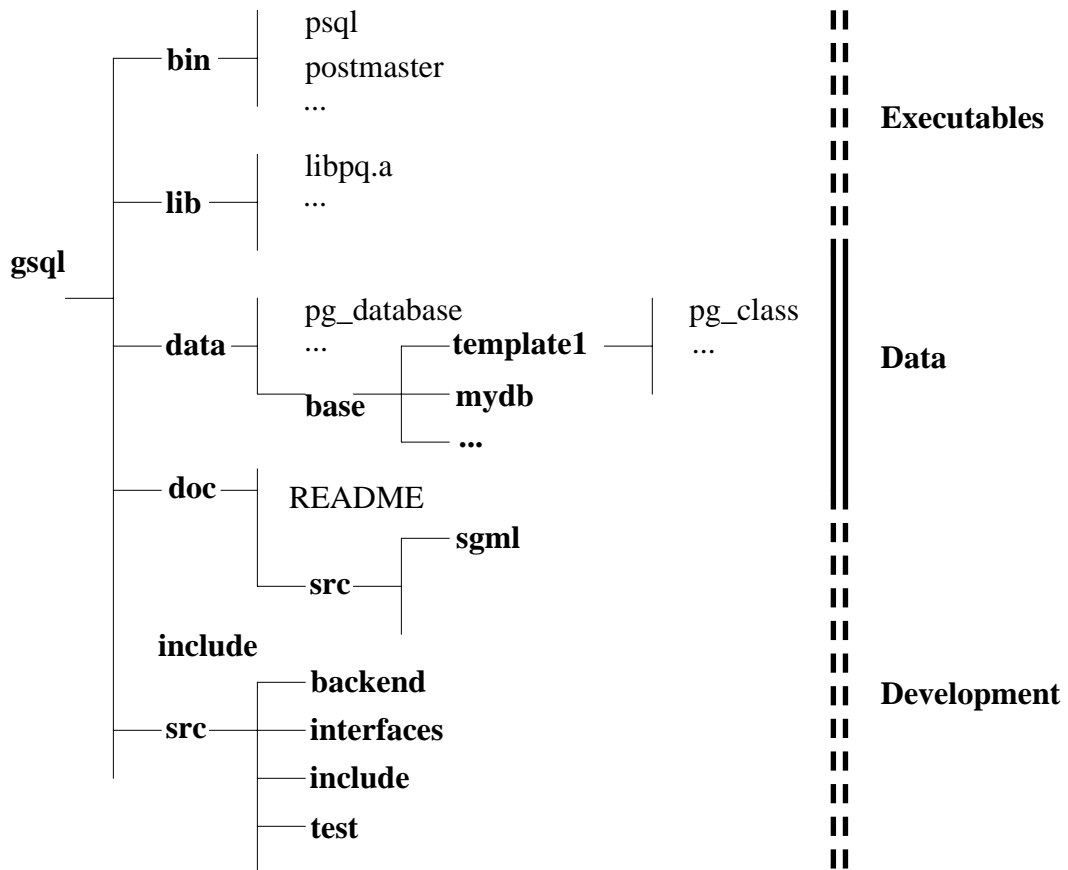 psql
bin
postmaster
...
Executables
libpq.a
lib
...
gsql
pg_database
pg_class
data
...
template1
...
Data
base
mydb
...
doc
README
sgml
src
include
backend
Development
src
interfaces
include
test